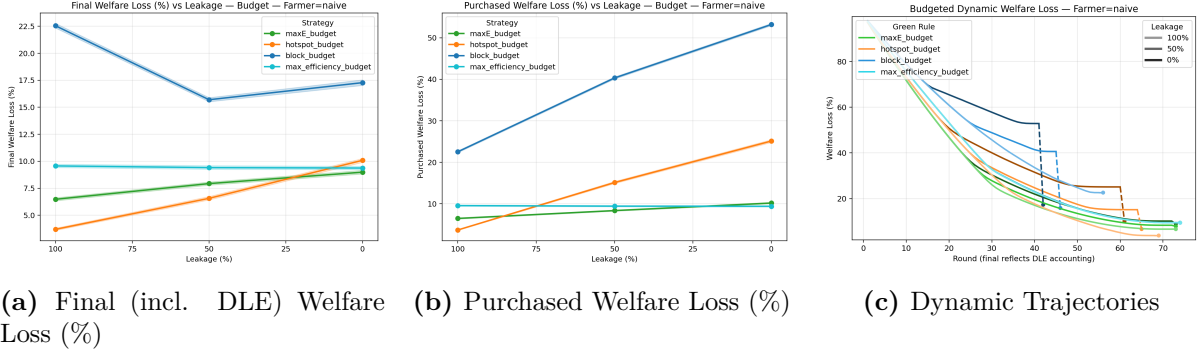 Final Welfare Loss (%) vs Leakage — Budget — Farmer=naive
22.5
20.0
17.5
15.0
12.5
10.0
7.5
5.0
Final Welfare Loss (%)
Strategy
maxE_budget
hotspot_budget
block_budget
max_efficiency_budget
100
75
50
25
0
Leakage (%)
Purchased Welfare Loss (%) vs Leakage — Budget — Farmer=naive
50
40
30
20
10
Purchased Welfare Loss (%)
Strategy
maxE_budget
hotspot_budget
block_budget
max_efficiency_budget
100
75
50
25
0
Leakage (%)
Budgeted Dynamic Welfare Loss — Farmer=naive
80
60
40
20
Welfare Loss (%)
Green Rule
maxE_budget
hotspot_budget
block_budget
max_efficiency_budget
Leakage
100%
50%
0%
0
10
20
30
40
50
60
70
Round (final reflects DLE accounting)
(a) Final (incl. DLE) Welfare
Loss (%)
(b) Purchased Welfare Loss (%)
(c) Dynamic Trajectories